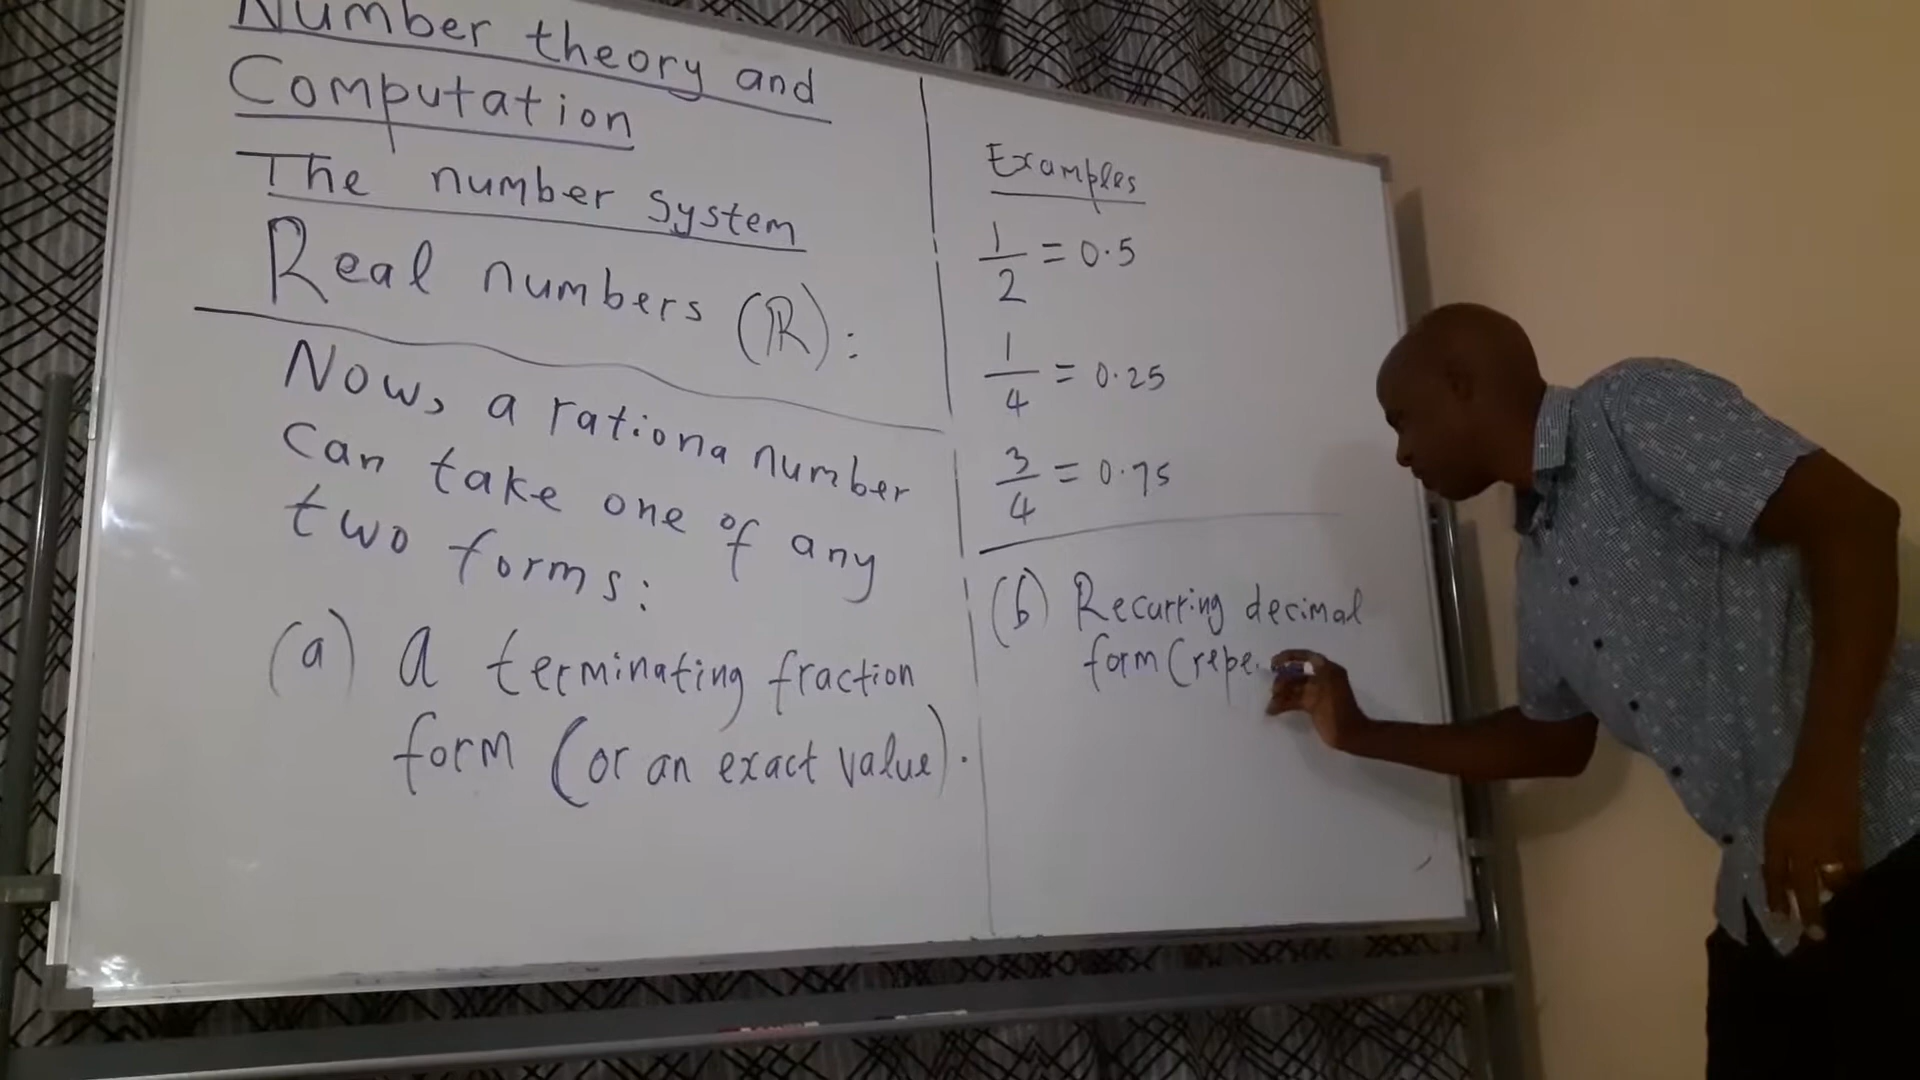 Number theory and
Computation
The number system
Real numbers (ℝ):
Now, a rationa number
can take one of any
two forms:
(a) a terminating fraction
form (or an exact value).
Examples
1/2 = 0.5
1/4 = 0.25
3/4 = 0.75
(b) Recurring decimal
form (repe